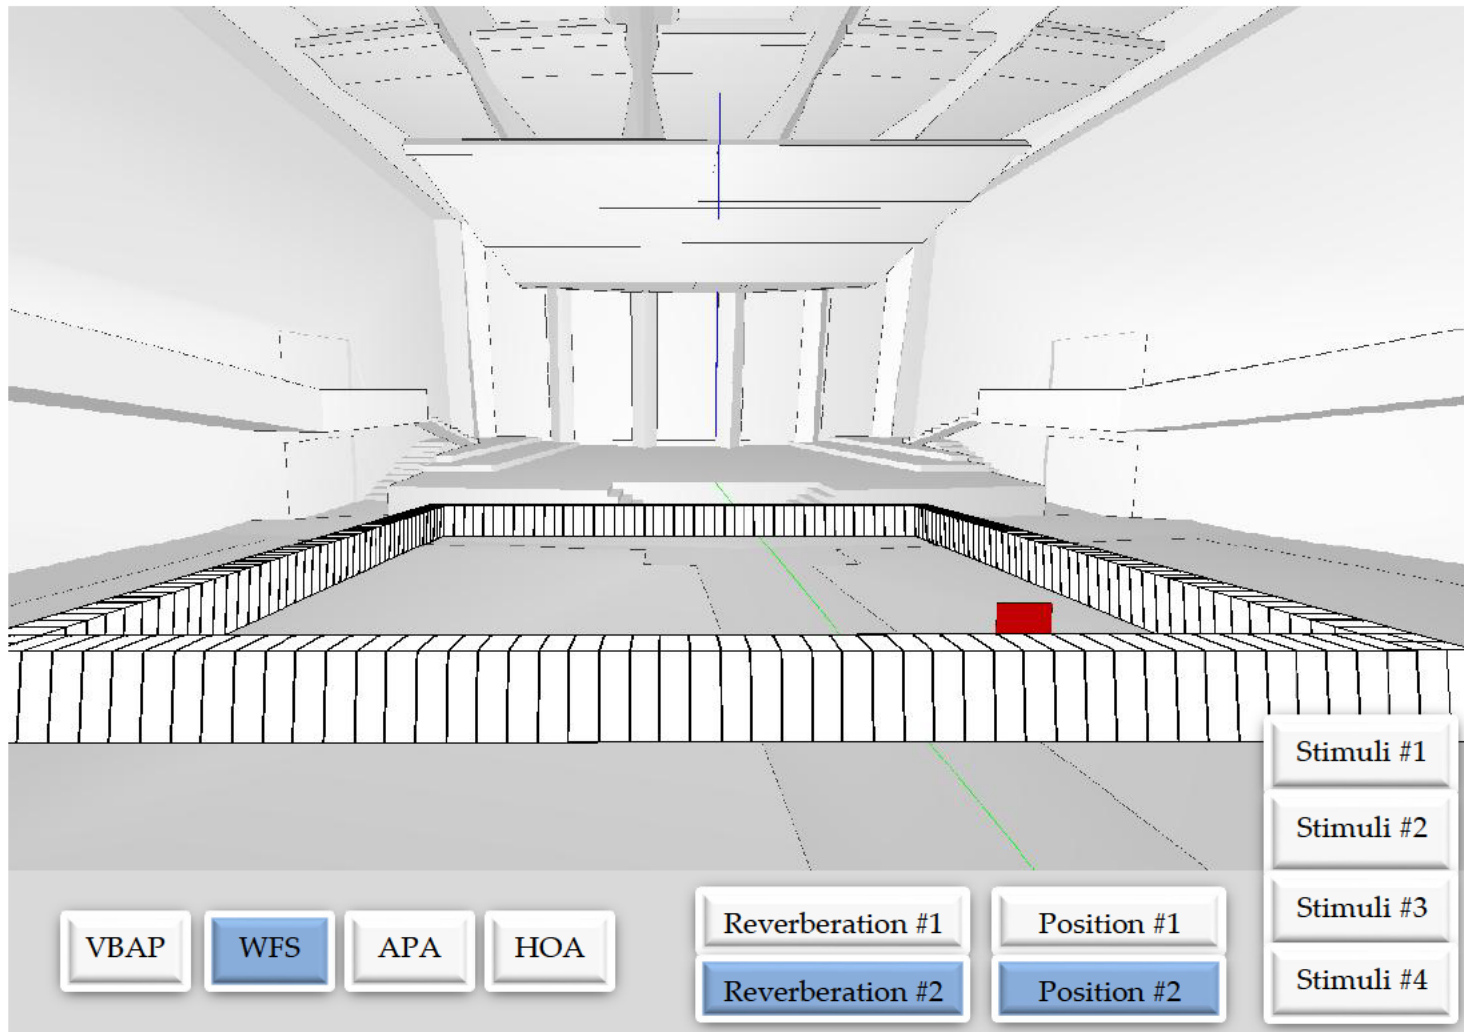 Stimuli #1
Stimuli #2
Stimuli #3
Stimuli #4
VBAP
WFS
APA
HOA
Reverberation #1
Position #1
Reverberation #2
Position #2